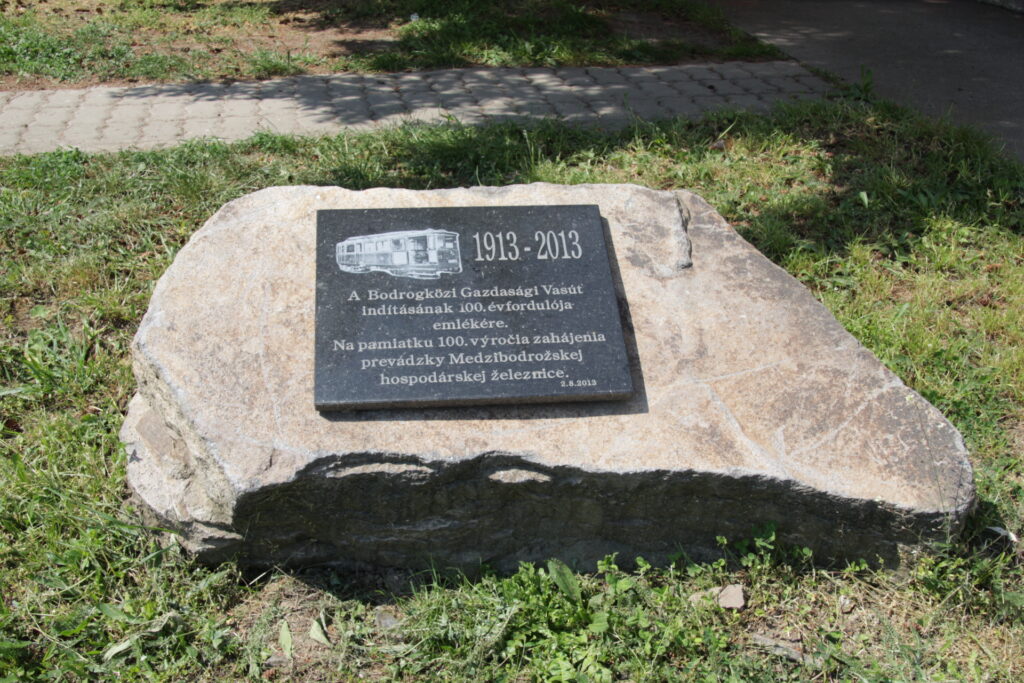 1913 - 2013
A Bodrogközi Gazdasági Vasút
indításának 100. évfordulója
emlékére.
Na pamiatku 100. výročia zahájenia
prevádzky Medzibodrožskej
hospodárskej železnice.
2.8.2013